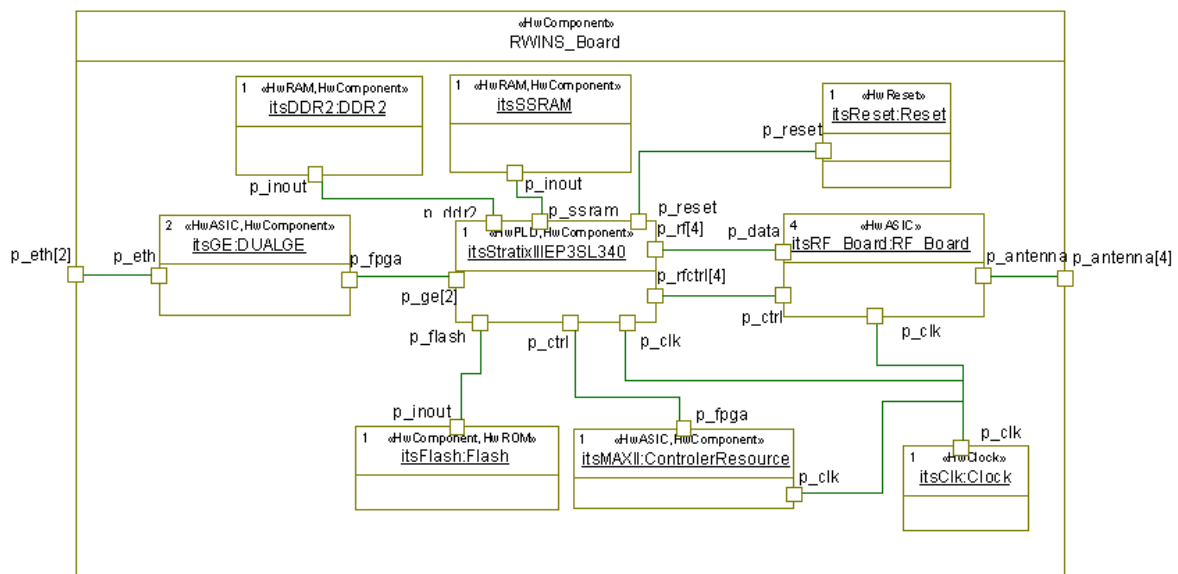 «HwComponent»
RWINS_Board
1 «HwRAM,HwComponent»
itsDDR2:DDR2
1 «HwRAM,HwComponent»
itsSSRAM
1 «HwReset»
itsReset:Reset
p_reset
p_inout
p_inout
p_ddr2
p_ssram
p_reset
2 «HwASIC,HwComponent»
itsGE:DUALGE
1 «HwPLD,HwComponent»
itsStratixIIIEP3SL340
4 «HwASIC»
itsRF_Board:RF_Board
p_eth[2]
p_eth
p_fpga
p_ge[2]
p_rf[4]
p_data
p_rfctrl[4]
p_ctrl
p_antenna
p_antenna[4]
p_flash
p_ctrl
p_clk
p_clk
p_inout
p_fpga
p_clk
1 «HwComponent, HwROM»
itsFlash:Flash
1 «HwASIC,HwComponent»
itsMAXII:ControlerResource
p_clk
1 «HwClock»
itsClk:Clock